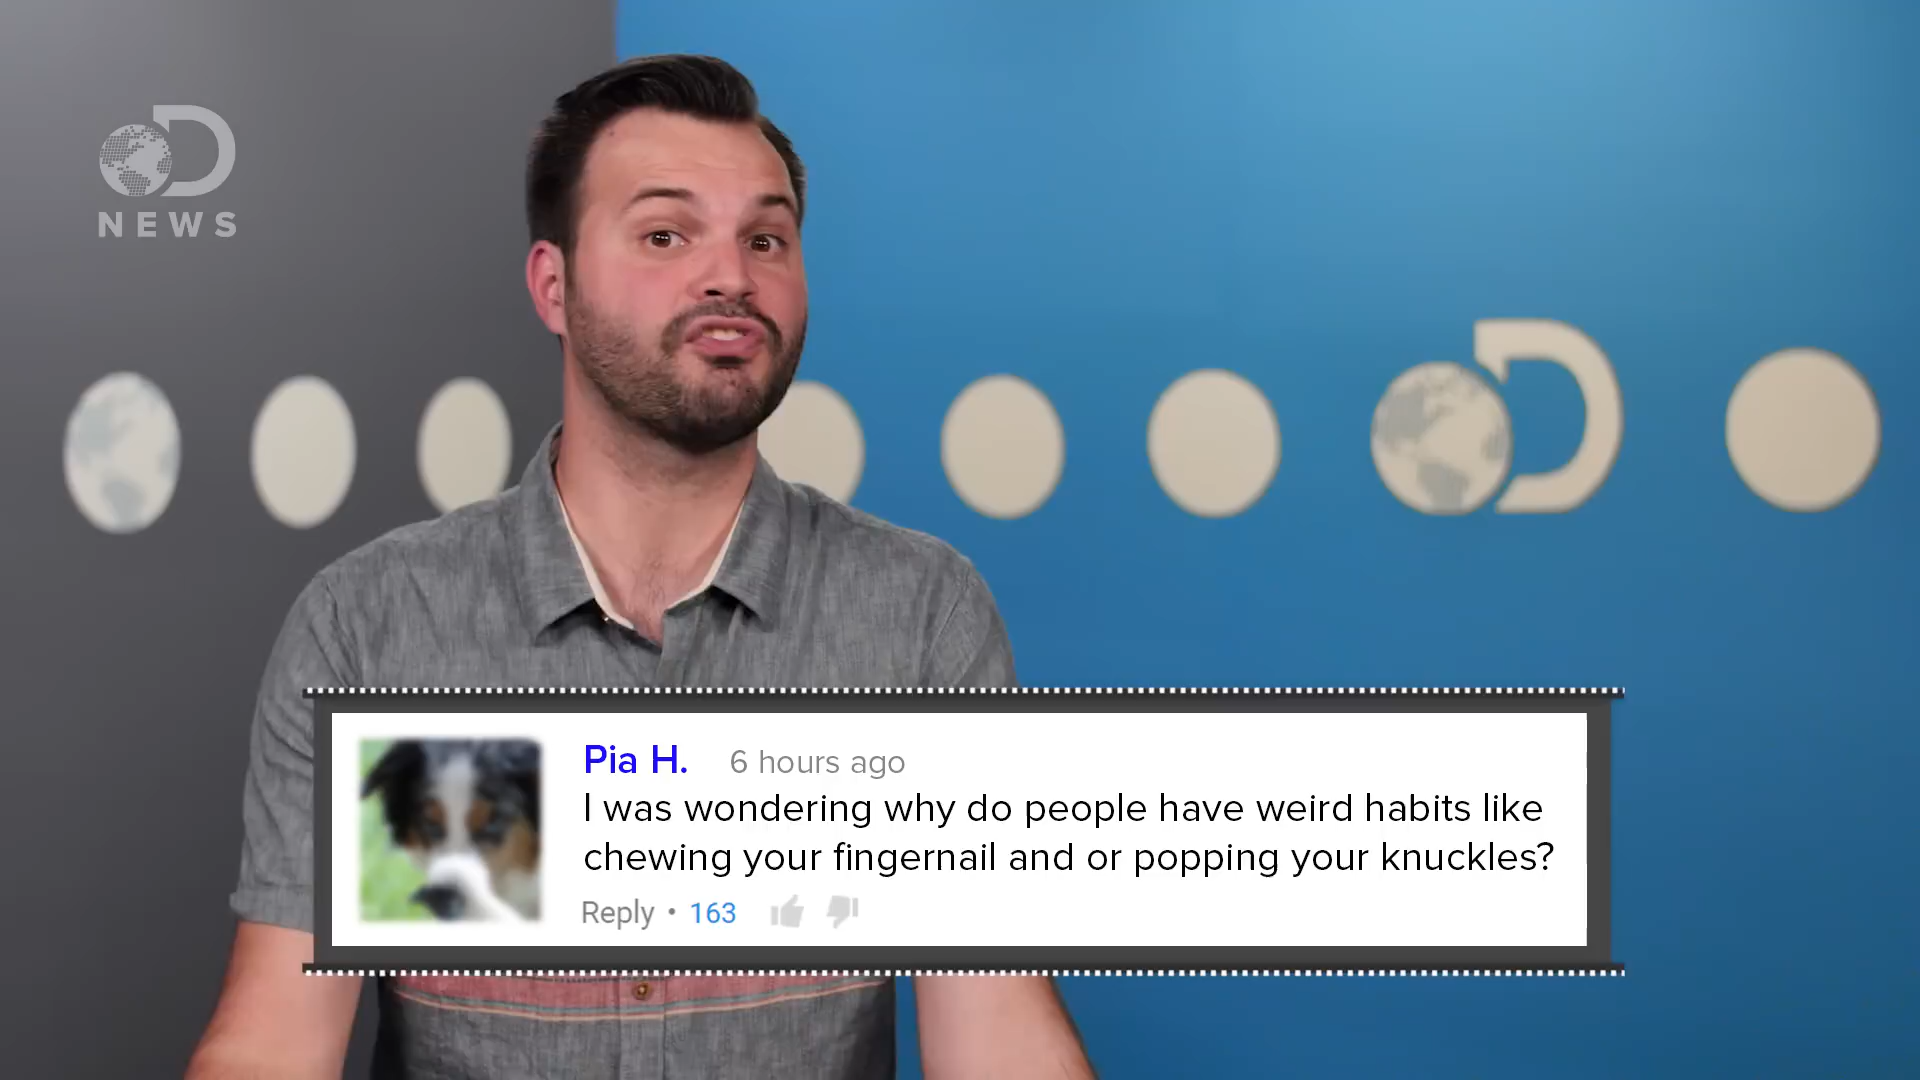 NEWS
Pia H. 6 hours ago
I was wondering why do people have weird habits like
chewing your fingernail and or popping your knuckles?
Reply • 163